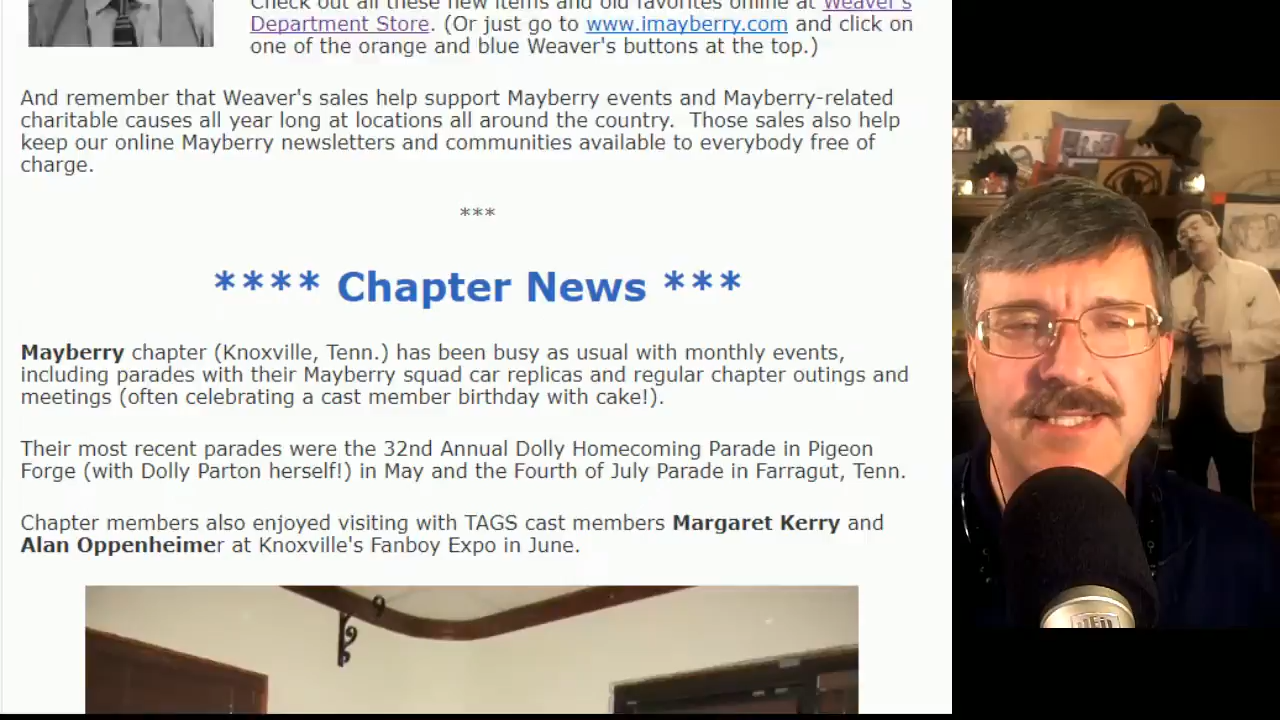 Check out all these new items and old favorites online at Weaver's
Department Store. (Or just go to www.imayberry.com and click on
one of the orange and blue Weaver's buttons at the top.)
And remember that Weaver's sales help support Mayberry events and Mayberry-related
charitable causes all year long at locations all around the country.  Those sales also help
keep our online Mayberry newsletters and communities available to everybody free of
charge.
***
**** Chapter News ***
Mayberry chapter (Knoxville, Tenn.) has been busy as usual with monthly events,
including parades with their Mayberry squad car replicas and regular chapter outings and
meetings (often celebrating a cast member birthday with cake!).
Their most recent parades were the 32nd Annual Dolly Homecoming Parade in Pigeon
Forge (with Dolly Parton herself!) in May and the Fourth of July Parade in Farragut, Tenn.
Chapter members also enjoyed visiting with TAGS cast members Margaret Kerry and
Alan Oppenheimer at Knoxville's Fanboy Expo in June.